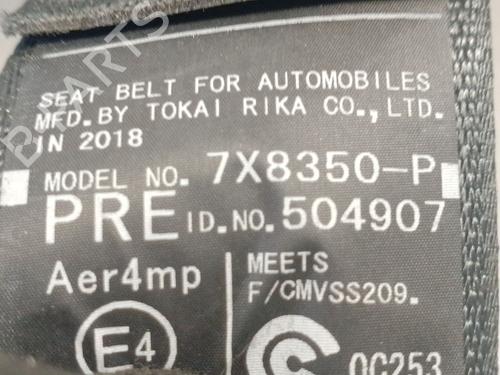 SEAT BELT FOR AUTOMOBILES
MFD.BY TOKAI RIKA CO.,LTD.
IN 2018
MODEL NO. 7X8350-P
PRE ID.NO.504907
Aer4mp
MEETS
F/CMVSS209.
E4
OC253